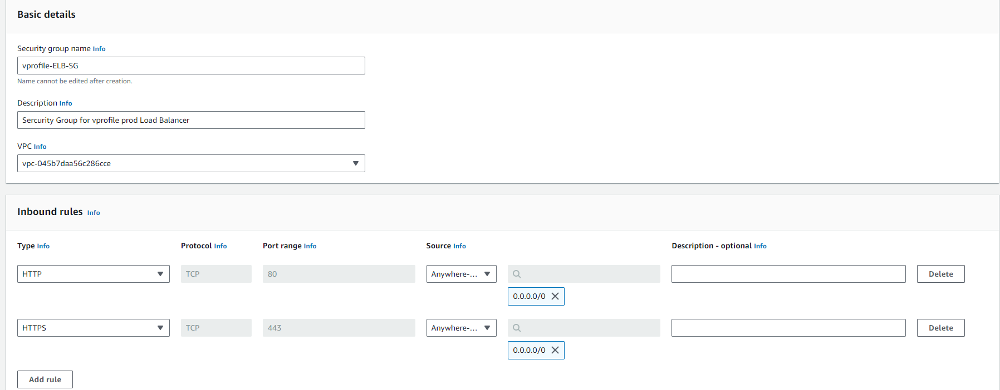 Basic details
Security group name Info
vprofile-ELB-SG
Name cannot be edited after creation.
Description Info
Sercurity Group for vprofile prod Load Balancer
VPC Info
vpc-045b7daa56c286cce
Inbound rules Info
Type Info Protocol Info Port range Info Source Info Description - optional Info
HTTP TCP 80 Anywhere-... Delete
0.0.0.0/0
HTTPS TCP 443 Anywhere-... Delete
0.0.0.0/0
Add rule